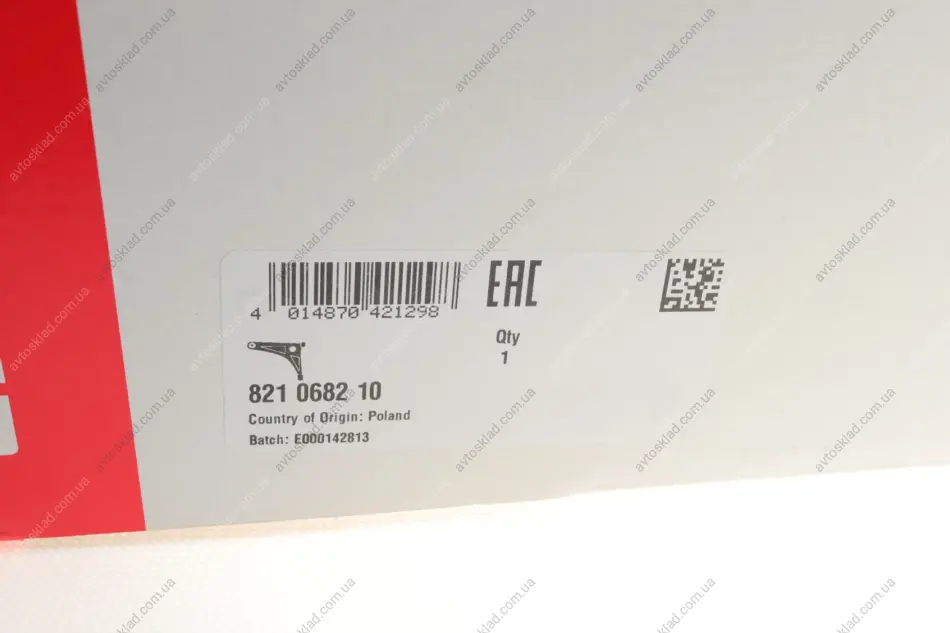 EAC
4 014870 421298
Qty
1
821 0682 10
Country of Origin: Poland
Batch: E000142813
avtosklad.com.ua